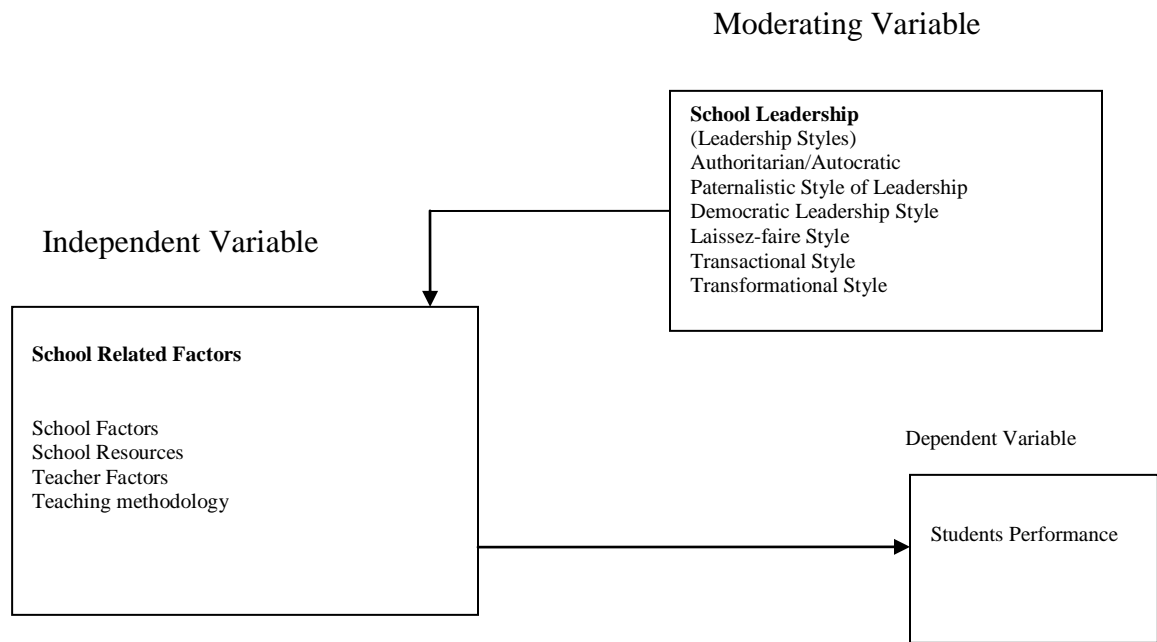 Moderating Variable
School Leadership
(Leadership Styles)
Authoritarian/Autocratic
Paternalistic Style of Leadership
Democratic Leadership Style
Laissez-faire Style
Transactional Style
Transformational Style
Independent Variable
School Related Factors
School Factors
School Resources
Teacher Factors
Teaching methodology
Dependent Variable
Students Performance